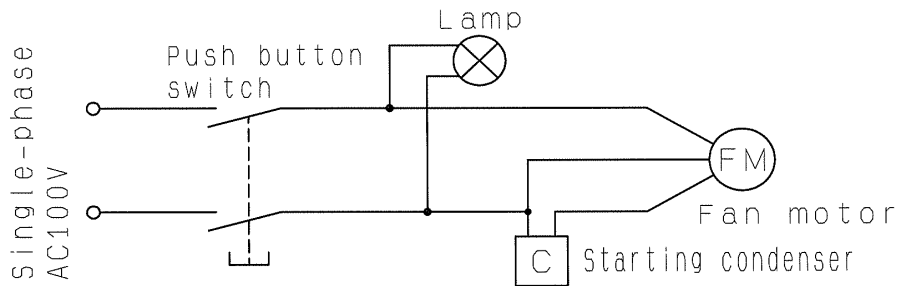 Single-phase
AC100V
Push button
switch
Lamp
FM
Fan motor
C
Starting condenser